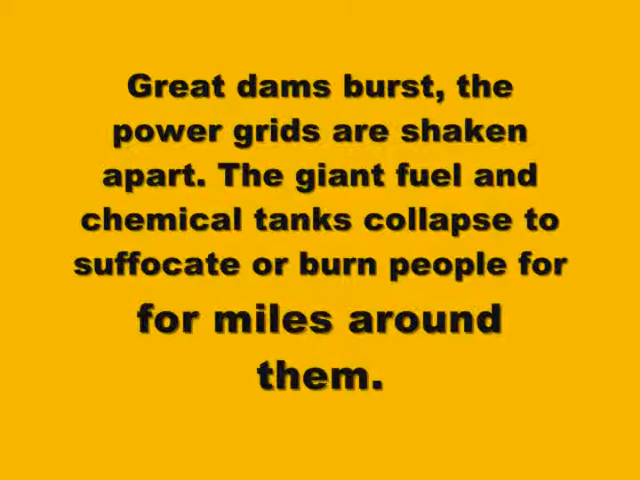 Great dams burst, the
power grids are shaken
apart. The giant fuel and
chemical tanks collapse to
suffocate or burn people for
for miles around
them.